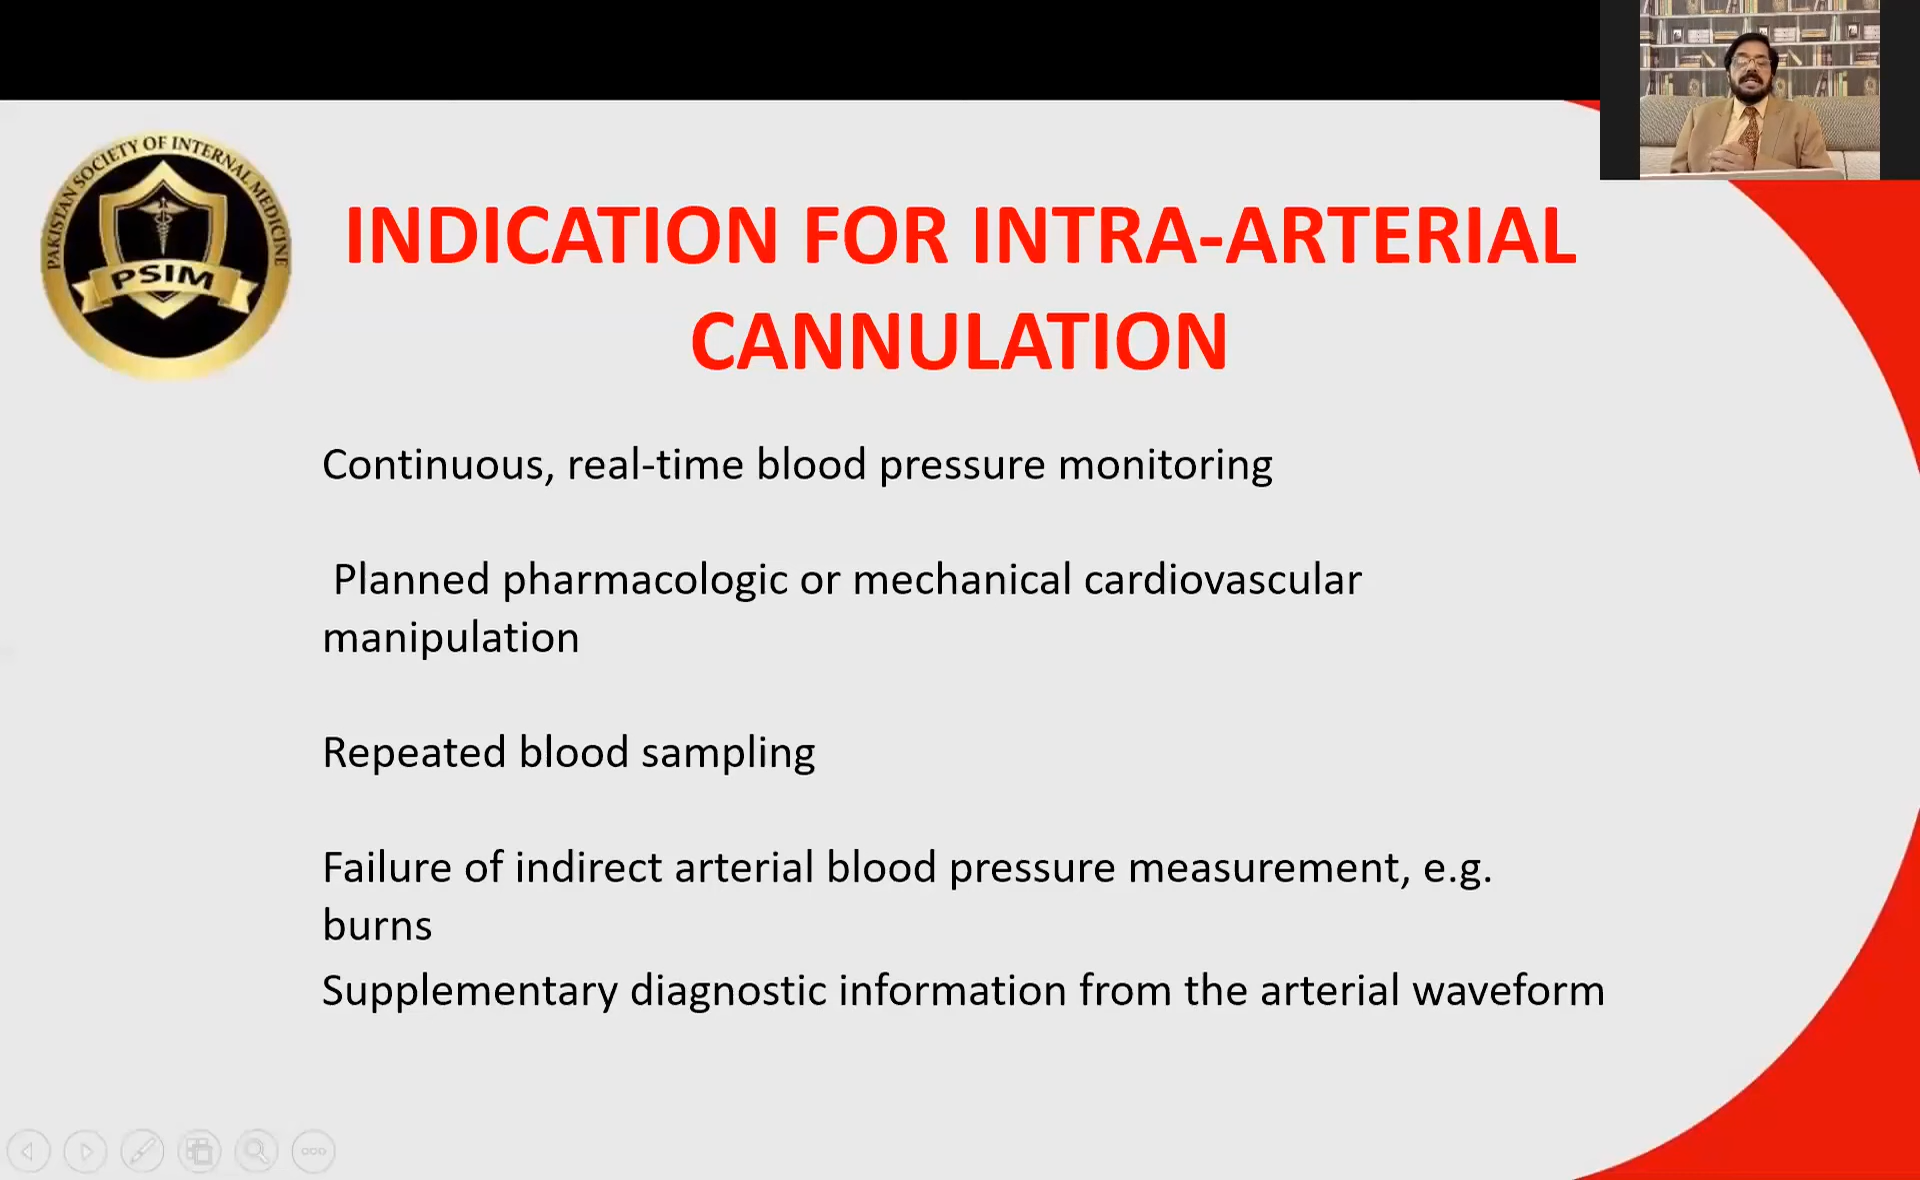 PAKISTAN SOCIETY OF INTERNAL MEDICINE
PSIM
INDICATION FOR INTRA-ARTERIAL
CANNULATION
Continuous, real-time blood pressure monitoring
Planned pharmacologic or mechanical cardiovascular
manipulation
Repeated blood sampling
Failure of indirect arterial blood pressure measurement, e.g.
burns
Supplementary diagnostic information from the arterial waveform